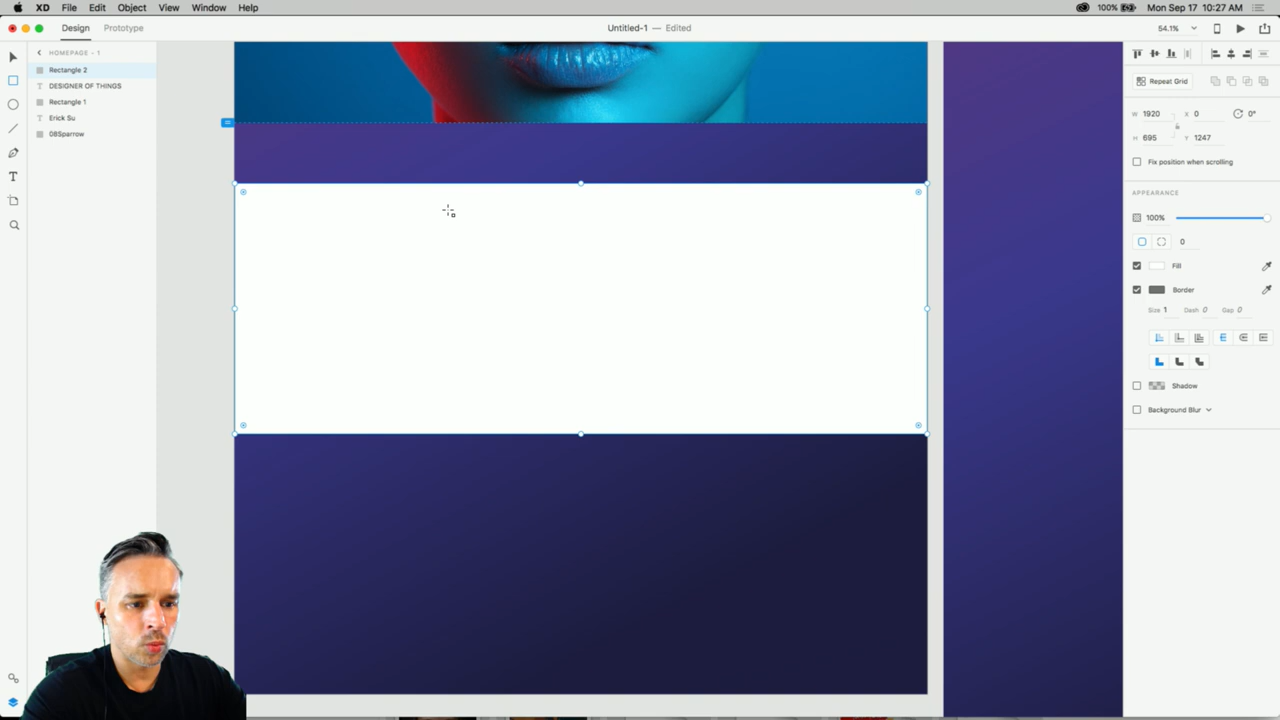 XD File Edit Object View Window Help
100% Mon Sep 17 10:27 AM
Design Prototype
Untitled-1 — Edited
54.1%
HOMEPAGE - 1
Rectangle 2
DESIGNER OF THINGS
Rectangle 1
Erick Su
08Sparrow
Repeat Grid
W 1920 X 0 0°
H 695 Y 1247
Fix position when scrolling
APPEARANCE
100%
0
Fill
Border
Size 1 Dash 0 Gap 0
Shadow
Background Blur